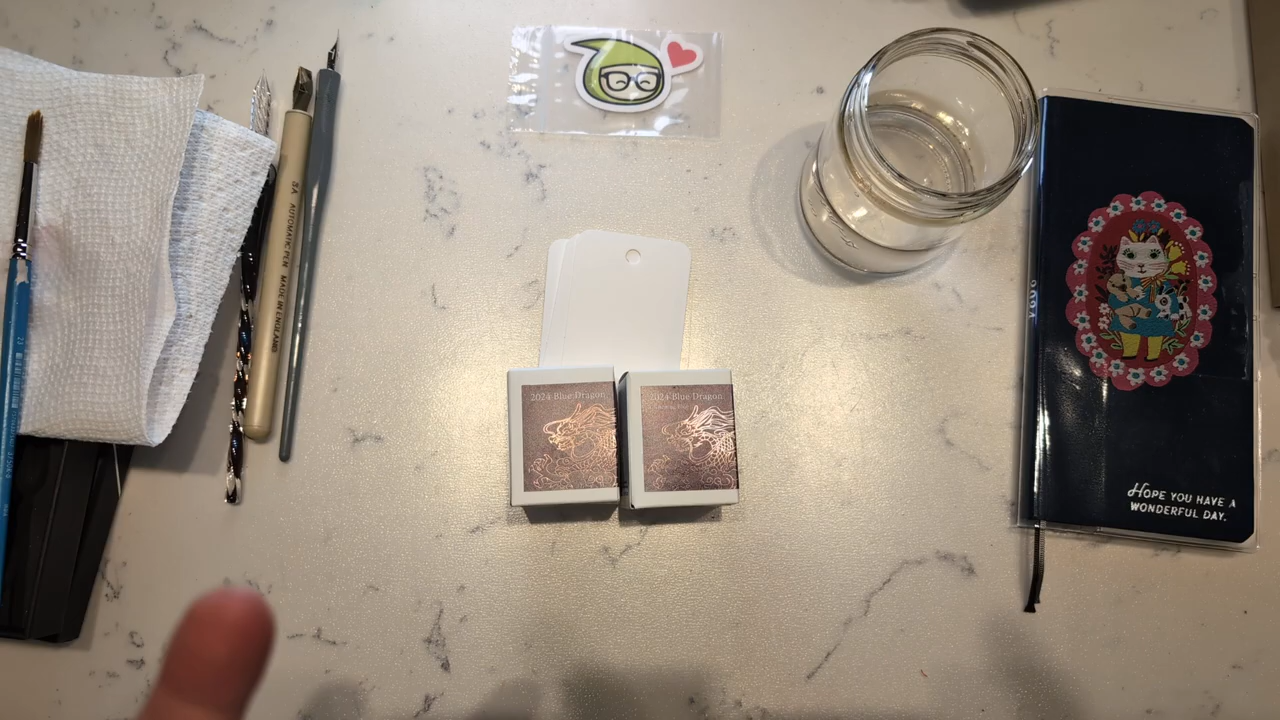 5A AUTOMATIC PEN MADE IN ENGLAND
2024 Blue Dragon
2024 Blue Dragon
HOPE YOU HAVE A
WONDERFUL DAY.